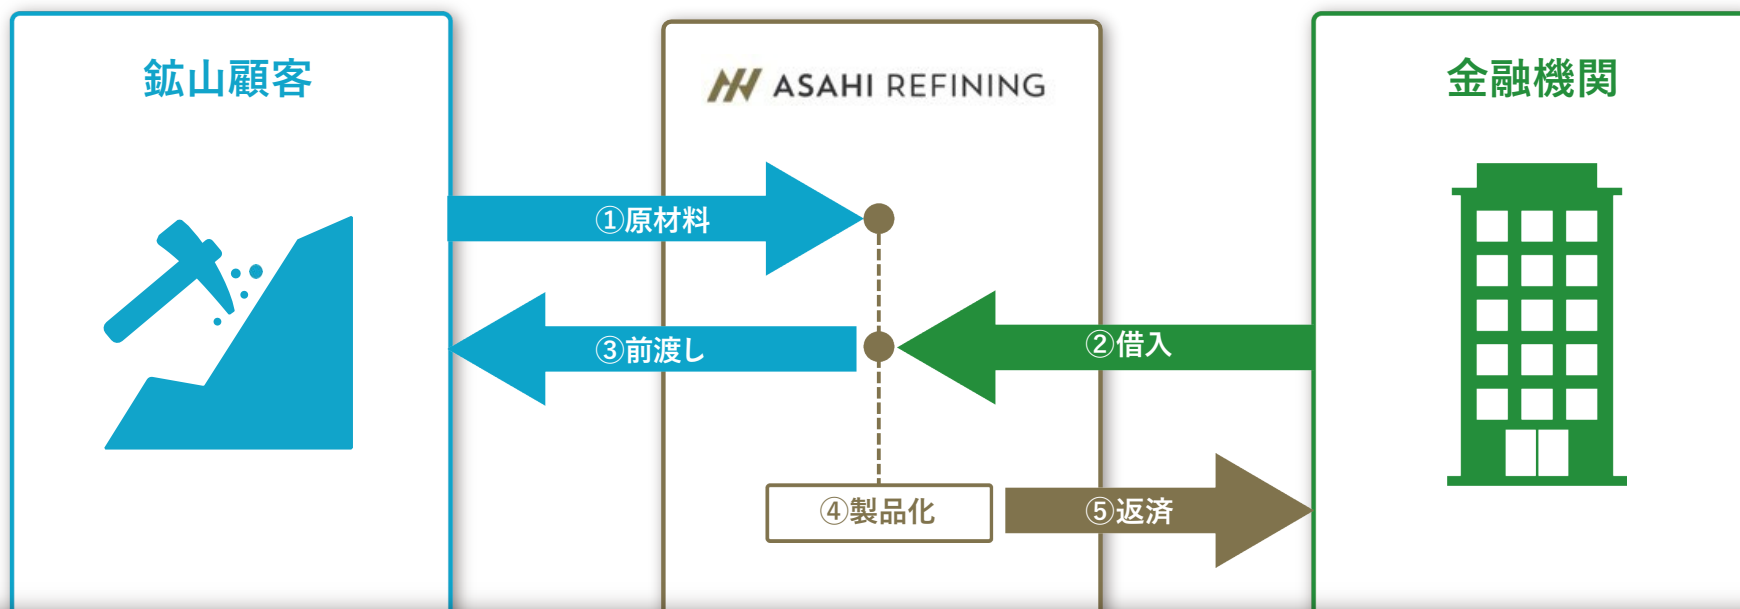 鉱山顧客
ASAHI REFINING
金融機関
①原材料
②借入
③前渡し
④製品化
⑤返済